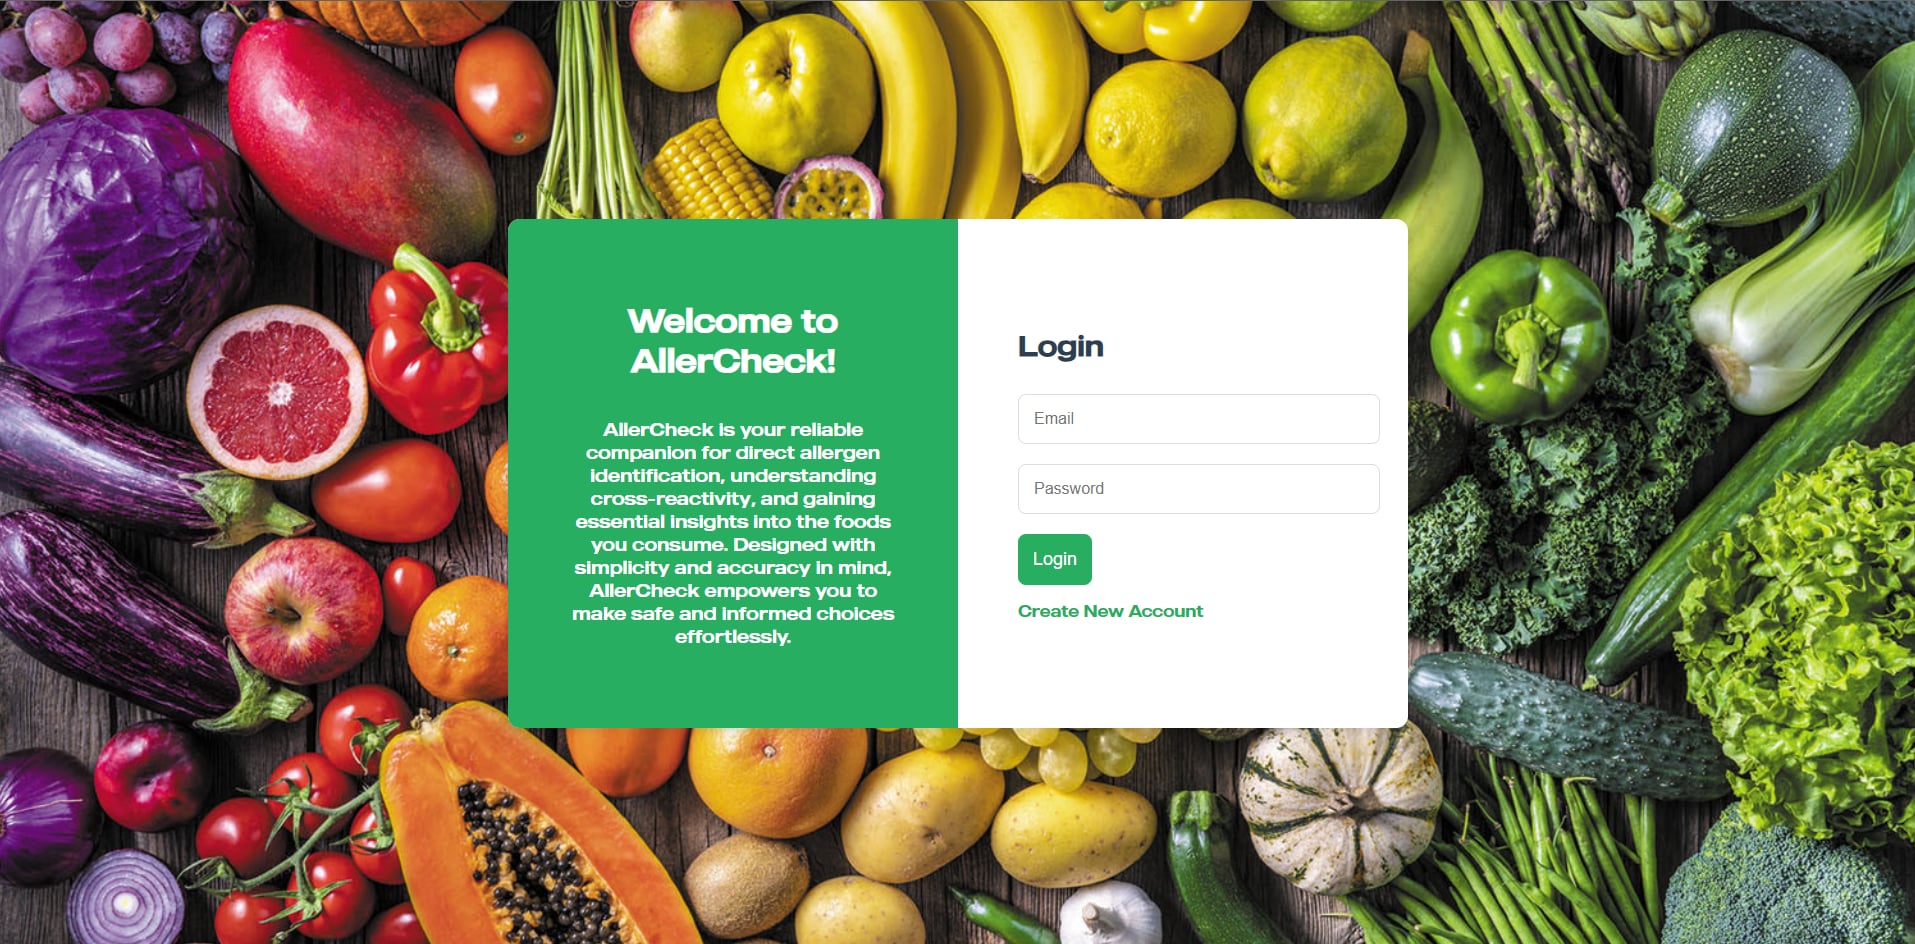 Welcome to
AllerCheck!
AllerCheck is your reliable
companion for direct allergen
identification, understanding
cross-reactivity, and gaining
essential insights into the foods
you consume. Designed with
simplicity and accuracy in mind,
AllerCheck empowers you to
make safe and informed choices
effortlessly.
Login
Email
Password
Login
Create New Account